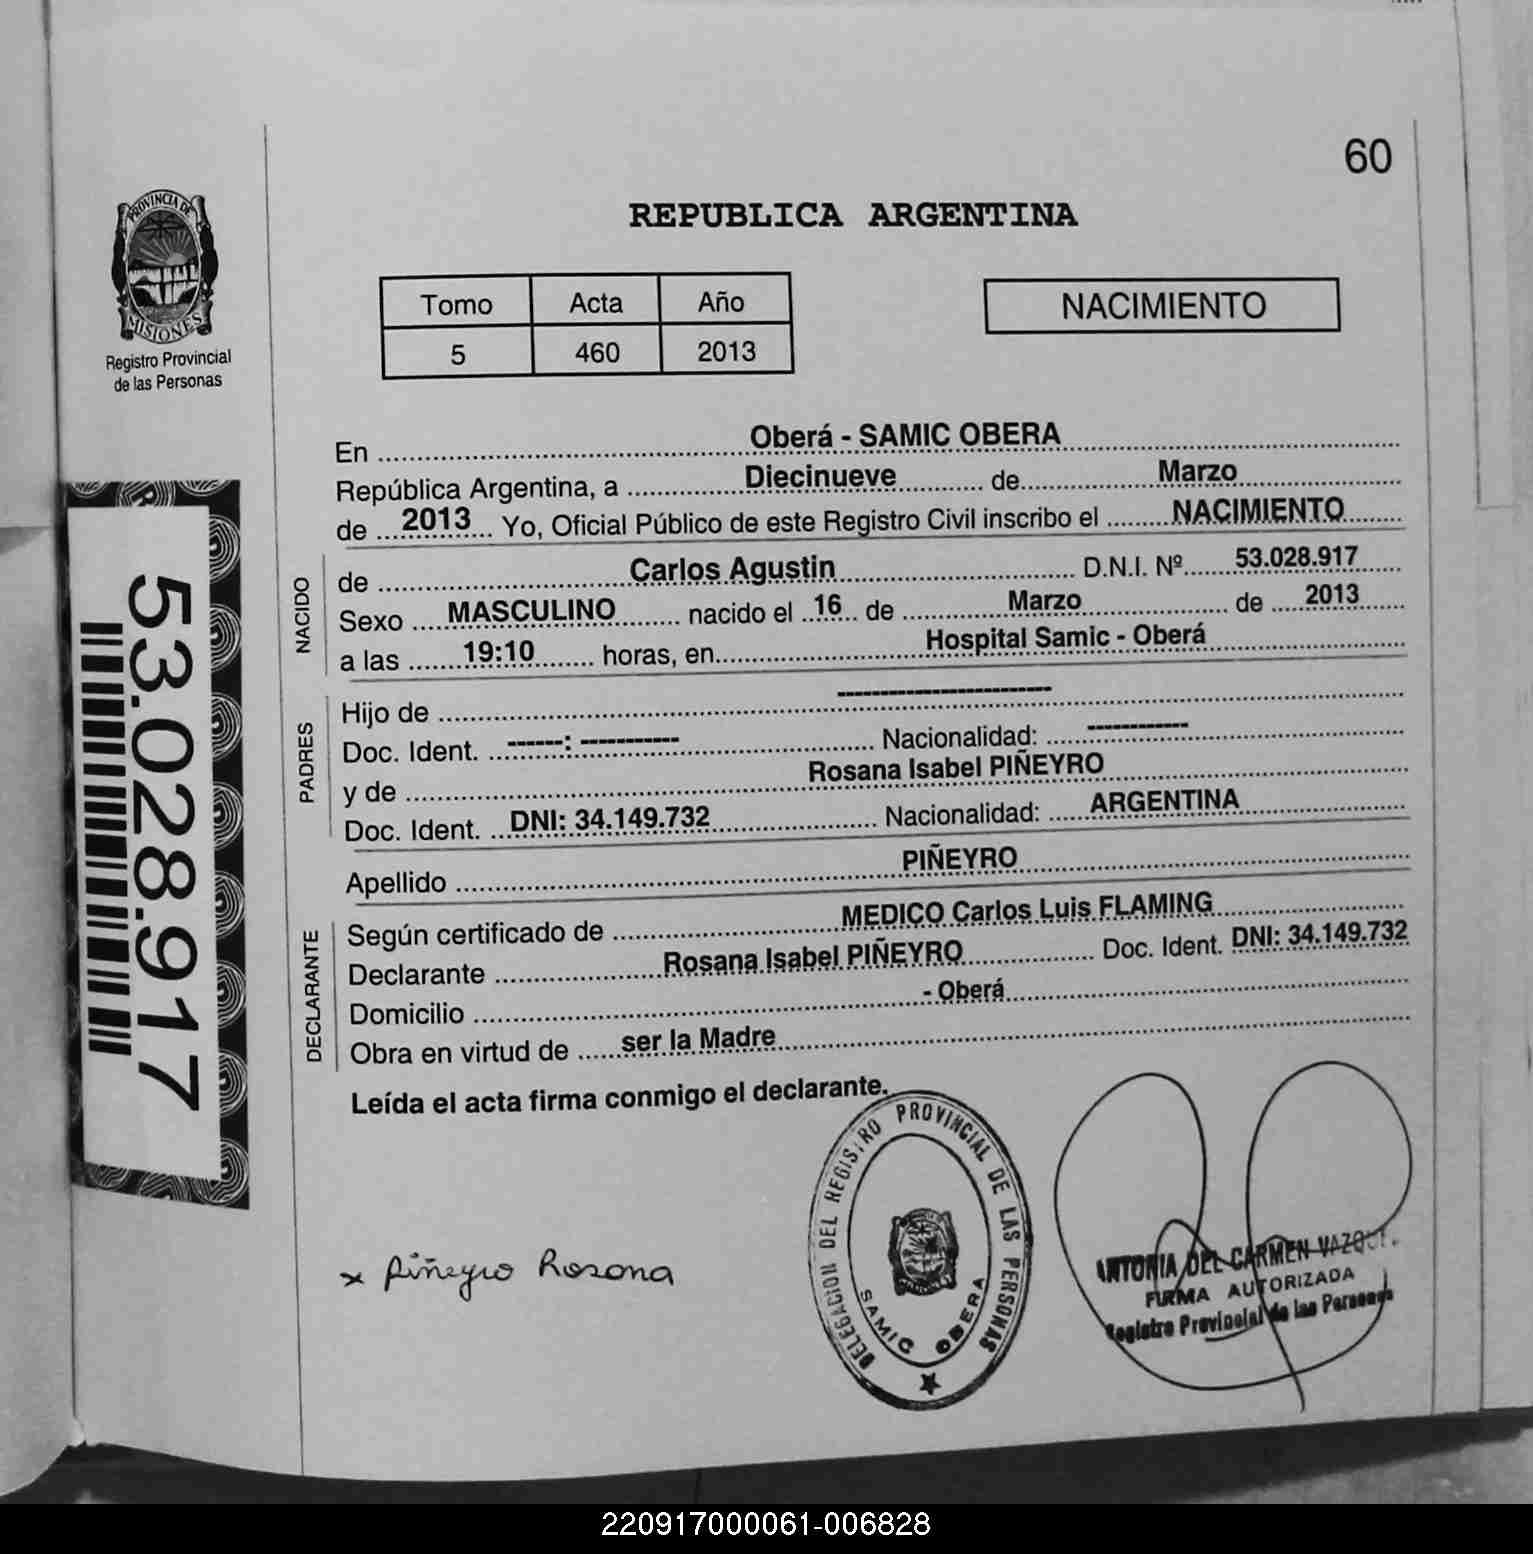 60
PROVINCIA DE
MISIONES
Registro Provincial
de las Personas
REPUBLICA ARGENTINA
Tomo Acta Año
5 460 2013
NACIMIENTO
En Oberá - SAMIC OBERA
República Argentina, a Diecinueve de Marzo
de 2013 Yo, Oficial Público de este Registro Civil inscribo el NACIMIENTO
NACIDO
de Carlos Agustin D.N.I. Nº 53.028.917
Sexo MASCULINO nacido el 16 de Marzo de 2013
a las 19:10 horas, en Hospital Samic - Oberá
PADRES
Hijo de -------------------------
Doc. Ident. ------: ----------- Nacionalidad: ------------
y de Rosana Isabel PIÑEYRO
Doc. Ident. DNI: 34.149.732 Nacionalidad: ARGENTINA
Apellido PIÑEYRO
DECLARANTE
Según certificado de MEDICO Carlos Luis FLAMING
Declarante Rosana Isabel PIÑEYRO Doc. Ident. DNI: 34.149.732
Domicilio - Oberá
Obra en virtud de ser la Madre
Leída el acta firma conmigo el declarante.
53.028.917
x Piñeyro Rosana
DELEGACION DEL REGISTRO PROVINCIAL DE LAS PERSONAS
SAMIC OBERA
DEL CARMEN
FIRMA AUTORIZADA
Registro Provincial de las Personas
220917000061-006828